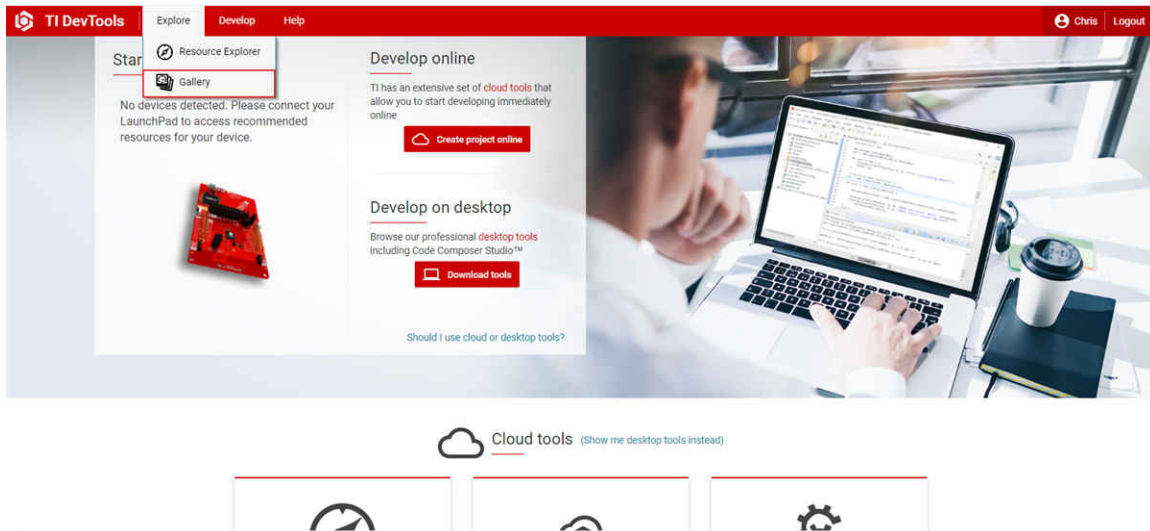 TI DevTools
Explore
Develop
Help
Chris
Logout
Resource Explorer
Gallery
Star
No devices detected. Please connect your
LaunchPad to access recommended
resources for your device.
Develop online
TI has an extensive set of cloud tools that
allow you to start developing immediately
online
Create project online
Develop on desktop
Browse our professional desktop tools
including Code Composer Studio™
Download tools
Should I use cloud or desktop tools?
Cloud tools (Show me desktop tools instead)